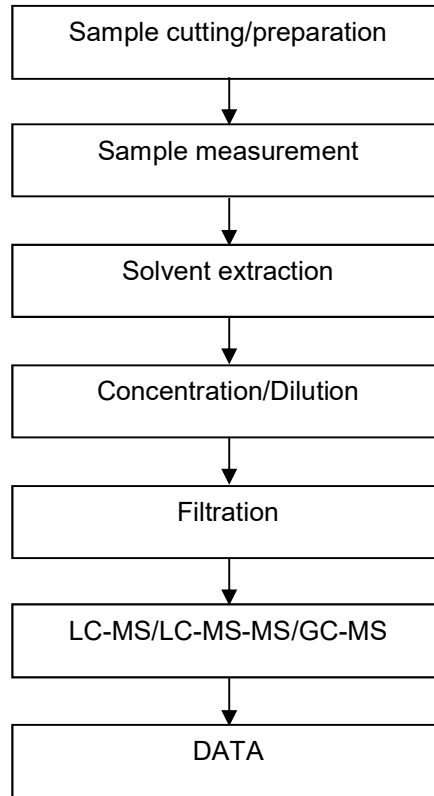 Sample cutting/preparation
Sample measurement
Solvent extraction
Concentration/Dilution
Filtration
LC-MS/LC-MS-MS/GC-MS
DATA